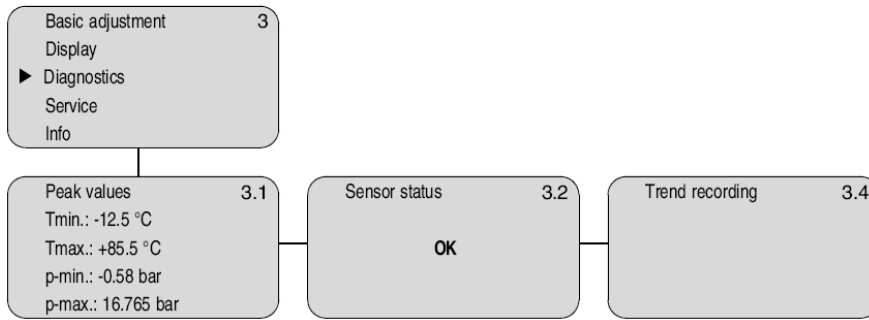 Basic adjustment 3
Display
▶ Diagnostics
Service
Info
Peak values 3.1
Tmin.: -12.5 °C
Tmax.: +85.5 °C
p-min.: -0.58 bar
p-max.: 16.765 bar
Sensor status 3.2
OK
Trend recording 3.4